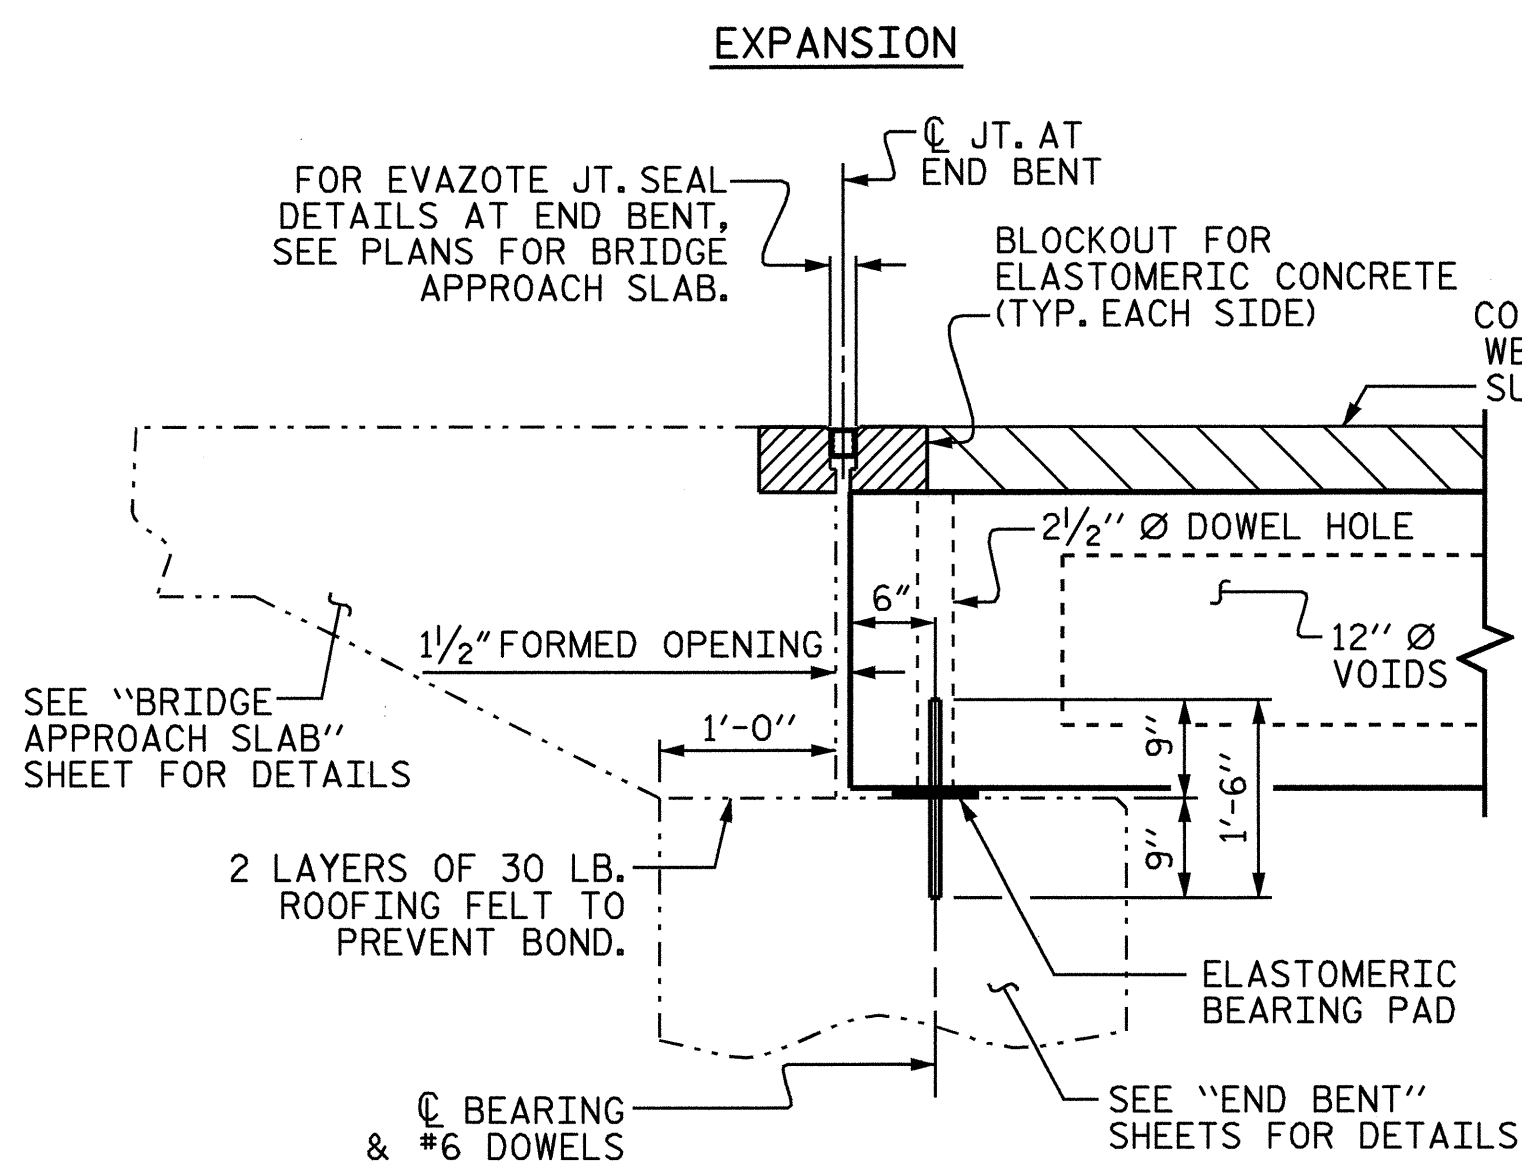 EXPANSION
℄ JT. AT
END BENT
FOR EVAZOTE JT. SEAL
DETAILS AT END BENT,
SEE PLANS FOR BRIDGE
APPROACH SLAB.
BLOCKOUT FOR
ELASTOMERIC CONCRETE
(TYP. EACH SIDE)
CO
WE
SU
2½" Ø DOWEL HOLE
6"
12" Ø
VOIDS
1½" FORMED OPENING
SEE "BRIDGE
APPROACH SLAB"
SHEET FOR DETAILS
1'-0"
9"
1'-6"
9"
2 LAYERS OF 30 LB.
ROOFING FELT TO
PREVENT BOND.
ELASTOMERIC
BEARING PAD
℄ BEARING
& #6 DOWELS
SEE "END BENT"
SHEETS FOR DETAILS